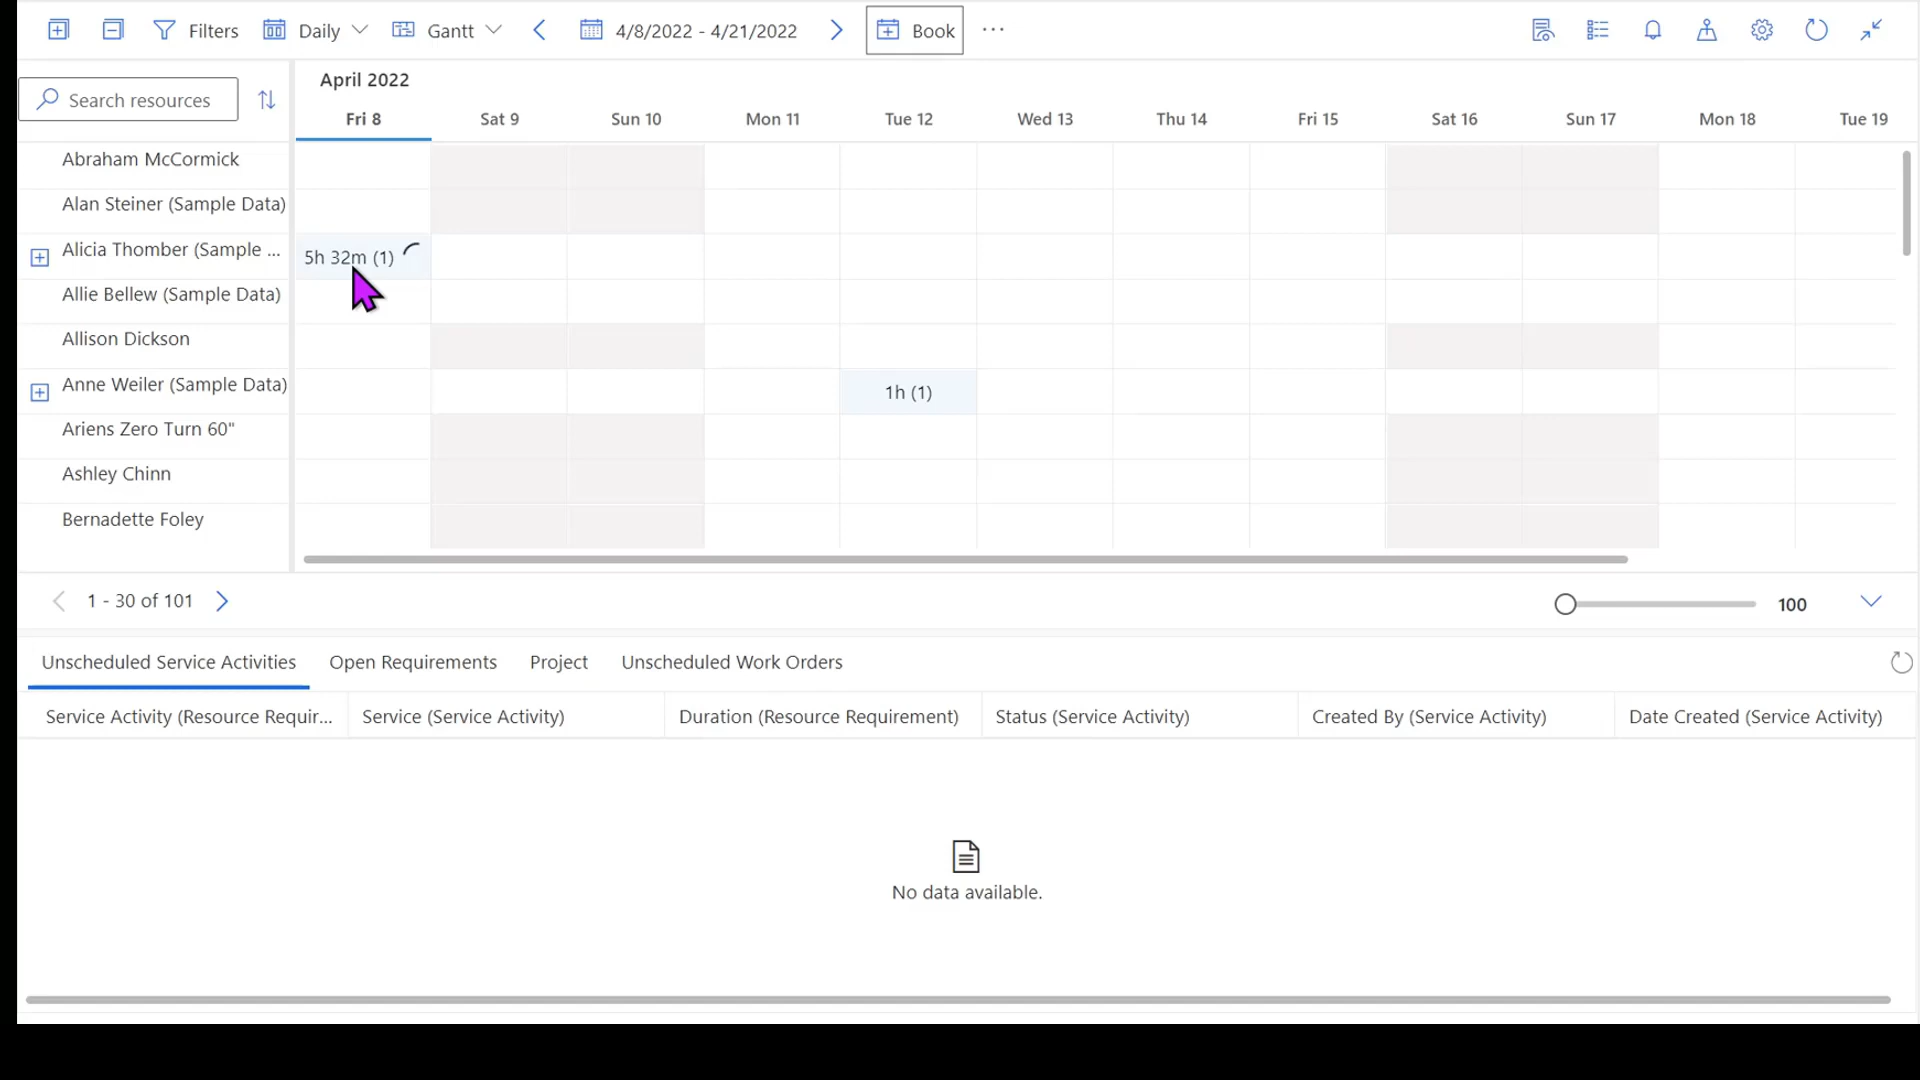 Filters Daily Gantt 4/8/2022 - 4/21/2022 Book ...
Search resources
April 2022
Fri 8 Sat 9 Sun 10 Mon 11 Tue 12 Wed 13 Thu 14 Fri 15 Sat 16 Sun 17 Mon 18 Tue 19
Abraham McCormick
Alan Steiner (Sample Data)
Alicia Thomber (Sample ... 5h 32m (1)
Allie Bellew (Sample Data)
Allison Dickson
Anne Weiler (Sample Data) 1h (1)
Ariens Zero Turn 60"
Ashley Chinn
Bernadette Foley
1 - 30 of 101 100
Unscheduled Service Activities Open Requirements Project Unscheduled Work Orders
Service Activity (Resource Requir... Service (Service Activity) Duration (Resource Requirement) Status (Service Activity) Created By (Service Activity) Date Created (Service Activity)
No data available.